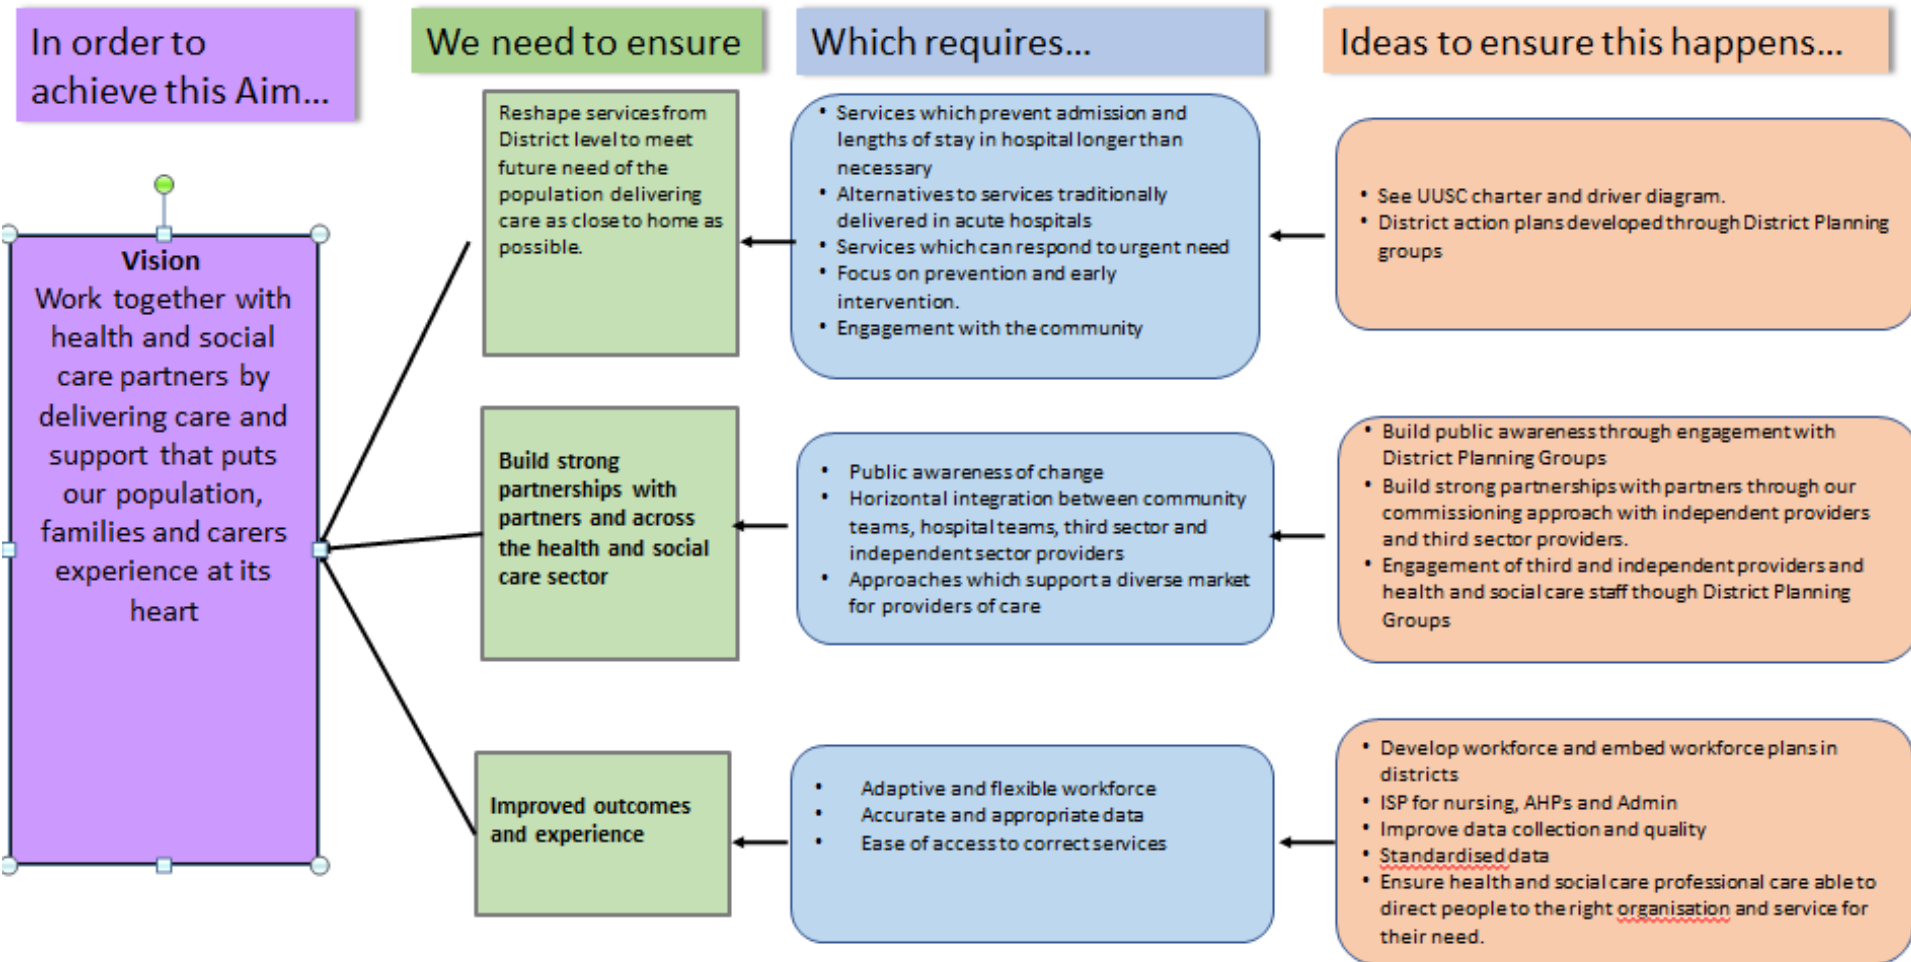 In order to
achieve this Aim...
We need to ensure
Which requires...
Ideas to ensure this happens...
Vision
Work together with
health and social
care partners by
delivering care and
support that puts
our population,
families and carers
experience at its
heart
Reshape services from
District level to meet
future need of the
population delivering
care as close to home as
possible.
• Services which prevent admission and
lengths of stay in hospital longer than
necessary
• Alternatives to services traditionally
delivered in acute hospitals
• Services which can respond to urgent need
• Focus on prevention and early
intervention.
• Engagement with the community
• See UUSC charter and driver diagram.
• District action plans developed through District Planning
groups
Build strong
partnerships with
partners and across
the health and social
care sector
• Public awareness of change
• Horizontal integration between community
teams, hospital teams, third sector and
independent sector providers
• Approaches which support a diverse market
for providers of care
• Build public awareness through engagement with
District Planning Groups
• Build strong partnerships with partners through our
commissioning approach with independent providers
and third sector providers.
• Engagement of third and independent providers and
health and social care staff though District Planning
Groups
Improved outcomes
and experience
• Adaptive and flexible workforce
• Accurate and appropriate data
• Ease of access to correct services
• Develop workforce and embed workforce plans in
districts
• ISP for nursing, AHPs and Admin
• Improve data collection and quality
• Standardised data
• Ensure health and social care professional care able to
direct people to the right organisation and service for
their need.